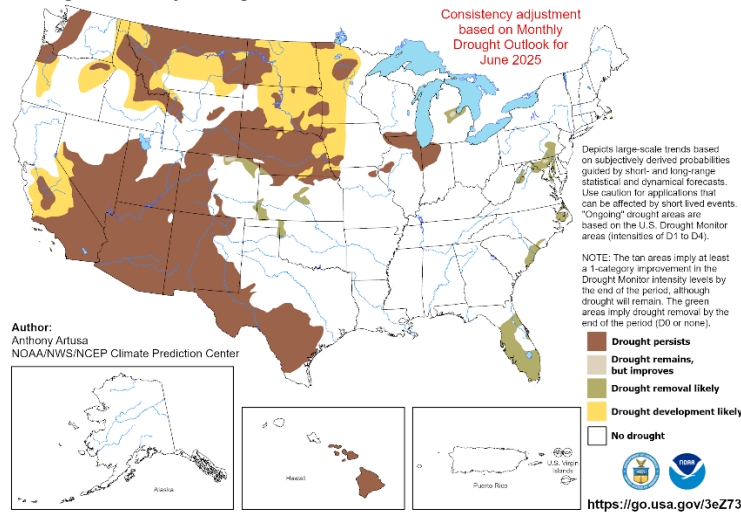 Consistency adjustment
based on Monthly
Drought Outlook for
June 2025
Depicts large-scale trends based
on subjectively derived probabilities
guided by short- and long-range
statistical and dynamical forecasts.
Use caution for applications that
can be affected by short lived events.
"Ongoing" drought areas are
based on the U.S. Drought Monitor
areas (intensities of D1 to D4).
NOTE: The tan areas imply at least
a 1-category improvement in the
Drought Monitor intensity levels by
the end of the period, although
drought will remain. The green
areas imply drought removal by the
end of the period (D0 or none).
Author:
Anthony Artusa
NOAA/NWS/NCEP Climate Prediction Center
Drought persists
Drought remains,
but improves
Drought removal likely
Drought development likely
No drought
Alaska
Hawaii
Puerto Rico
U.S. Virgin
Islands
NOAA
https://go.usa.gov/3eZ73